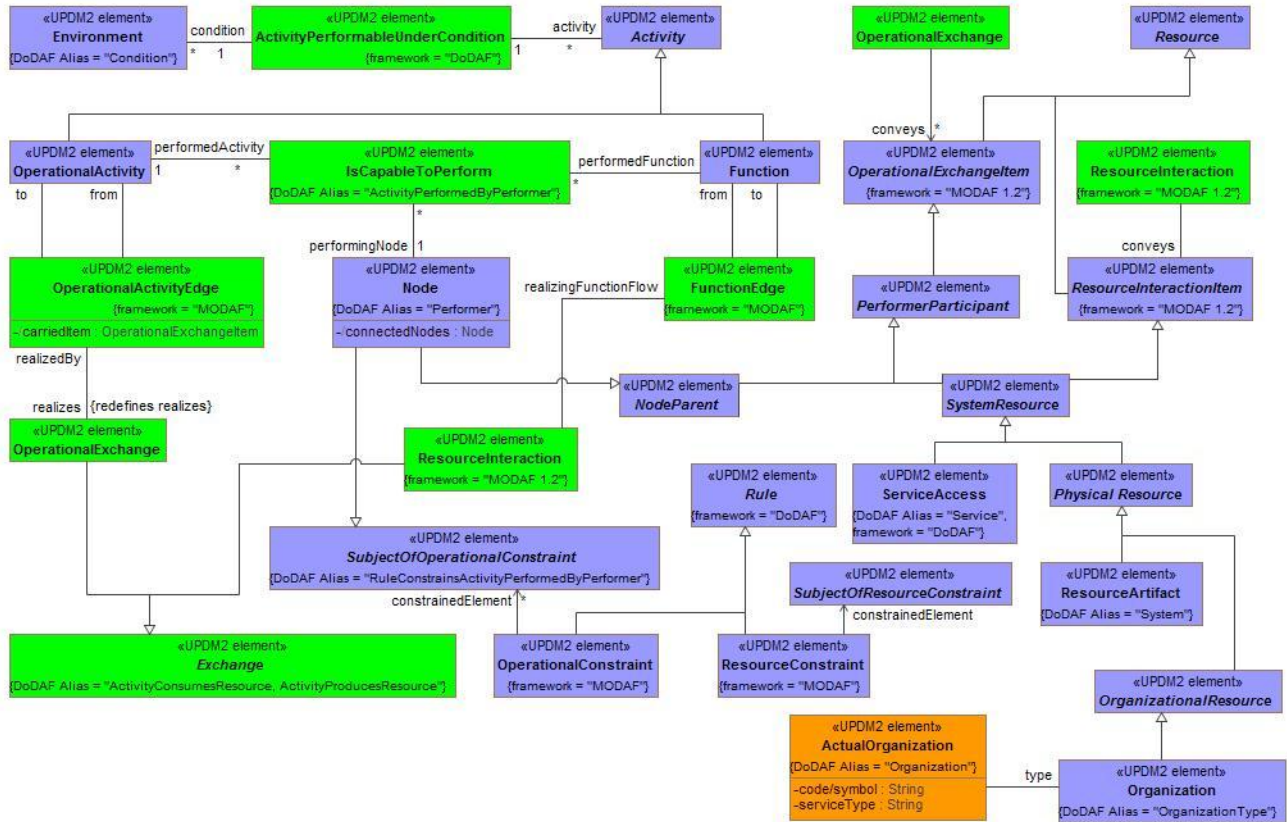 «UPDM2 element»
Environment
{DoDAF Alias = "Condition"}
condition
*
1
«UPDM2 element»
ActivityPerformableUnderCondition
{framework = "DoDAF"}
activity
1
*
«UPDM2 element»
Activity
«UPDM2 element»
OperationalExchange
«UPDM2 element»
Resource
conveys
*
«UPDM2 element»
OperationalActivity
performedActivity
1
*
«UPDM2 element»
IsCapableToPerform
{DoDAF Alias = "ActivityPerformedByPerformer"}
performedFunction
*
«UPDM2 element»
Function
«UPDM2 element»
OperationalExchangeItem
{framework = "MODAF 1.2"}
«UPDM2 element»
ResourceInteraction
{framework = "MODAF 1.2"}
to
from
*
performingNode
1
from
to
conveys
«UPDM2 element»
OperationalActivityEdge
{framework = "MODAF"}
-/carriedItem : OperationalExchangeItem
«UPDM2 element»
Node
{DoDAF Alias = "Performer"}
-/connectedNodes : Node
realizingFunctionFlow
«UPDM2 element»
FunctionEdge
{framework = "MODAF"}
«UPDM2 element»
PerformerParticipant
«UPDM2 element»
ResourceInteractionItem
{framework = "MODAF 1.2"}
realizedBy
realizes
{redefines realizes}
«UPDM2 element»
OperationalExchange
«UPDM2 element»
NodeParent
«UPDM2 element»
SystemResource
«UPDM2 element»
ResourceInteraction
{framework = "MODAF 1.2"}
«UPDM2 element»
Rule
{framework = "DoDAF"}
«UPDM2 element»
ServiceAccess
{DoDAF Alias = "Service",
framework = "DoDAF"}
«UPDM2 element»
Physical Resource
«UPDM2 element»
SubjectOfOperationalConstraint
{DoDAF Alias = "RuleConstrainsActivityPerformedByPerformer"}
constrainedElement
*
«UPDM2 element»
SubjectOfResourceConstraint
constrainedElement
«UPDM2 element»
ResourceArtifact
{DoDAF Alias = "System"}
«UPDM2 element»
Exchange
{DoDAF Alias = "ActivityConsumesResource, ActivityProducesResource"}
«UPDM2 element»
OperationalConstraint
{framework = "MODAF"}
«UPDM2 element»
ResourceConstraint
{framework = "MODAF"}
«UPDM2 element»
OrganizationalResource
«UPDM2 element»
ActualOrganization
{DoDAF Alias = "Organization"}
-code/symbol : String
-serviceType : String
type
«UPDM2 element»
Organization
{DoDAF Alias = "OrganizationType"}